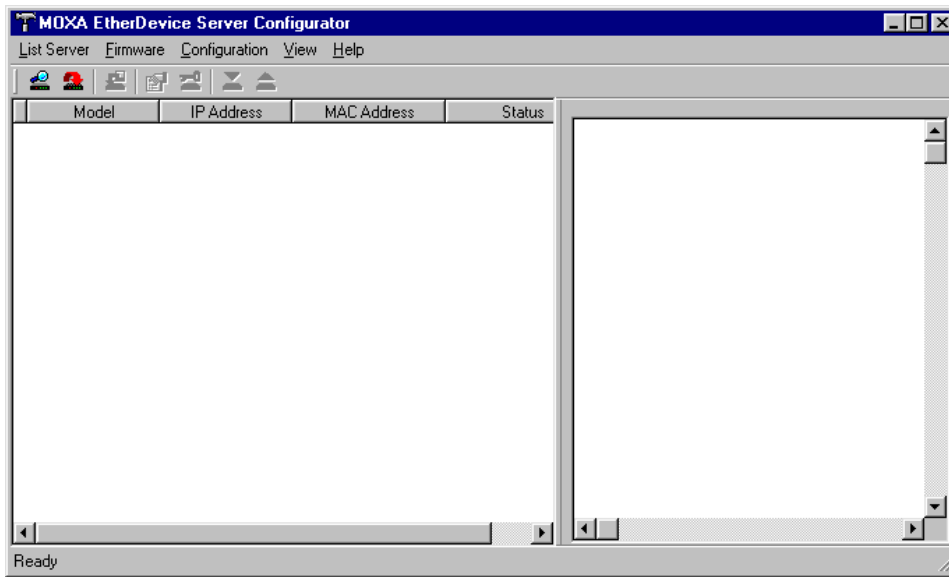 MOXA EtherDevice Server Configurator
List Server Firmware Configuration View Help
Model IP Address MAC Address Status
Ready